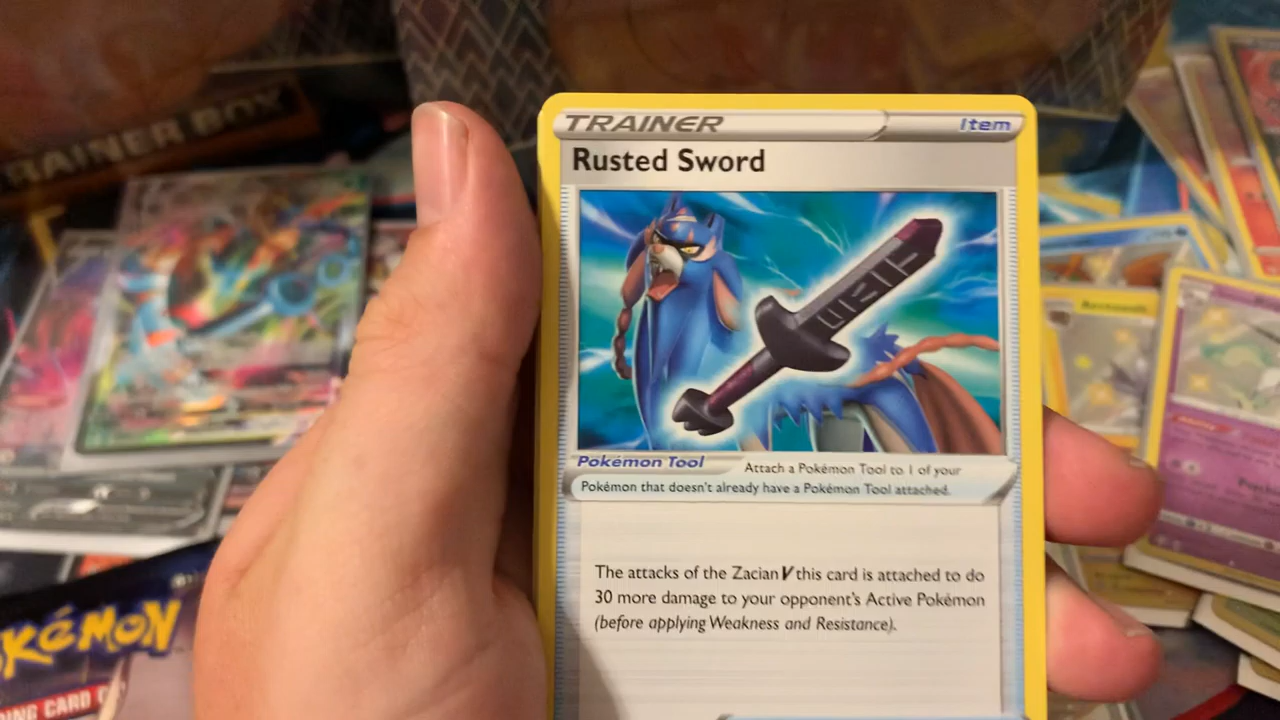 TRAINER Item
Rusted Sword
Pokémon Tool Attach a Pokémon Tool to 1 of your
Pokémon that doesn't already have a Pokémon Tool attached.
The attacks of the Zacian V this card is attached to do
30 more damage to your opponent's Active Pokémon
(before applying Weakness and Resistance).
RAINER BOX
KéMON
ING CARD G